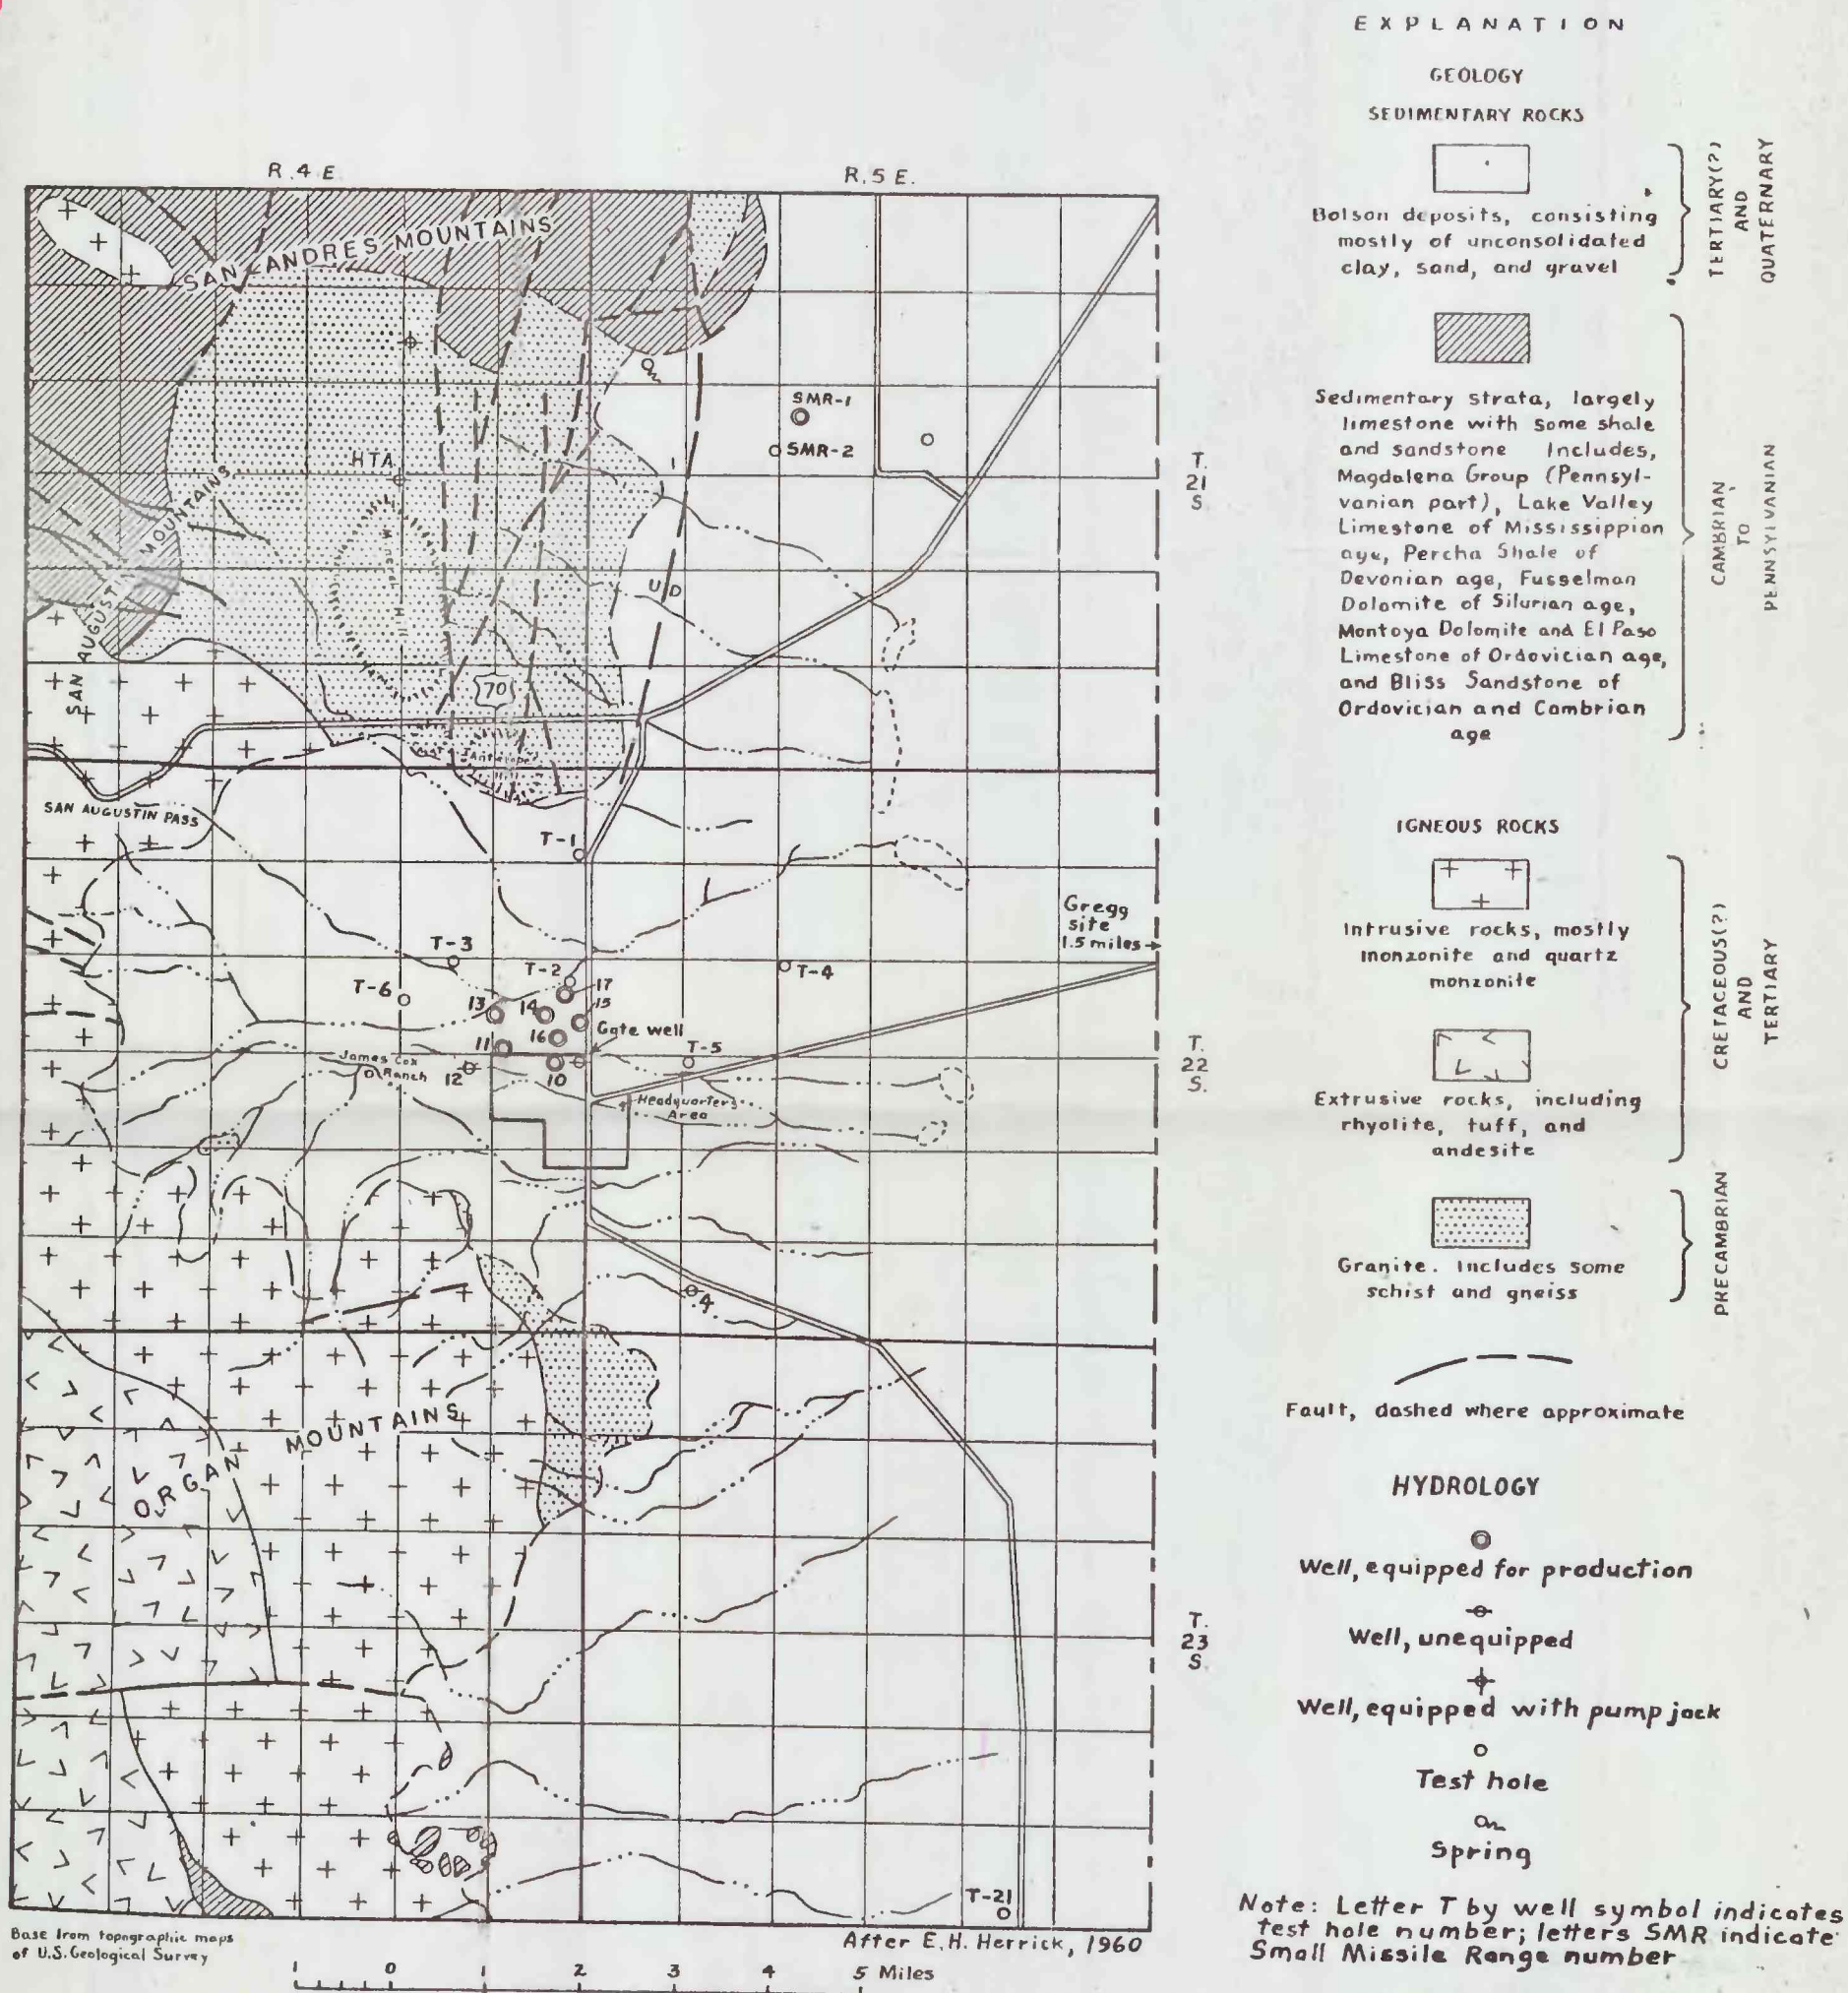 EXPLANATION
GEOLOGY
SEDIMENTARY ROCKS
Bolson deposits, consisting
mostly of unconsolidated
clay, sand, and gravel
TERTIARY(?)
AND
QUATERNARY
Sedimentary strata, largely
limestone with some shale
and sandstone Includes,
Magdalena Group (Pennsyl-
vanian part), Lake Valley
Limestone of Mississippian
age, Percha Shale of
Devonian age, Fusselman
Dolomite of Silurian age,
Montoya Dolomite and El Paso
Limestone of Ordovician age,
and Bliss Sandstone of
Ordovician and Cambrian
age
CAMBRIAN,
TO
PENNSYLVANIAN
IGNEOUS ROCKS
Intrusive rocks, mostly
monzonite and quartz
monzonite
Extrusive rocks, including
rhyolite, tuff, and
andesite
CRETACEOUS(?)
AND
TERTIARY
Granite. Includes some
schist and gneiss
PRECAMBRIAN
Fault, dashed where approximate
HYDROLOGY
Well, equipped for production
Well, unequipped
Well, equipped with pump jack
Test hole
Spring
Note: Letter T by well symbol indicates
test hole number; letters SMR indicate
Small Missile Range number
R.4 E.
R.5 E.
SAN ANDRES MOUNTAINS
SMR-1
SMR-2
HTA
T.
21
S.
SAN AUGUSTIN MOUNTAINS
Mineral Hill
U D
70
Antelope
SAN AUGUSTIN PASS
T-1
Gregg
site
1.5 miles
T-3
T-2
T-4
17
T-6
13
14
15
16
Gate well
11
T-5
James Cox
Ranch
12
10
T.
22
S.
Headquarters
Area
4
ORGAN MOUNTAINS
T.
23
S.
T-21
Base from topographic maps
of U.S. Geological Survey
After E.H. Herrick, 1960
1 0 1 2 3 4 5 Miles